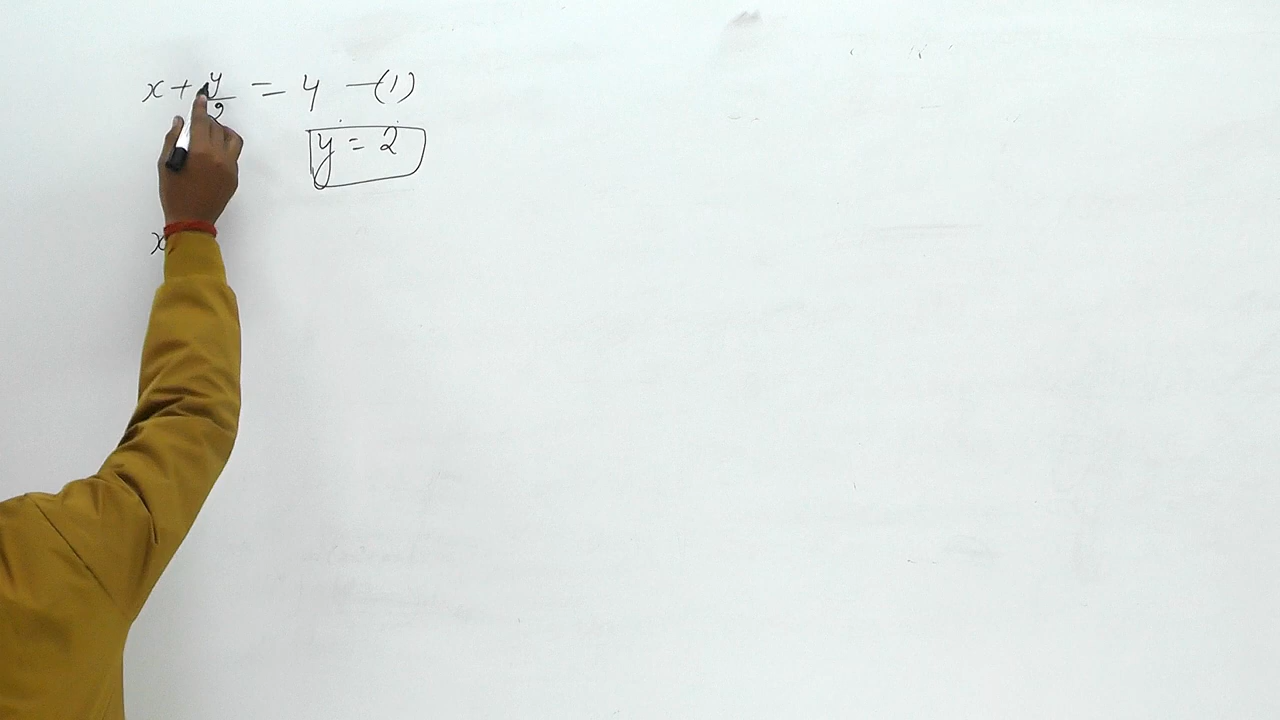 x + y/2 = 4 —(1)
y = 2
x